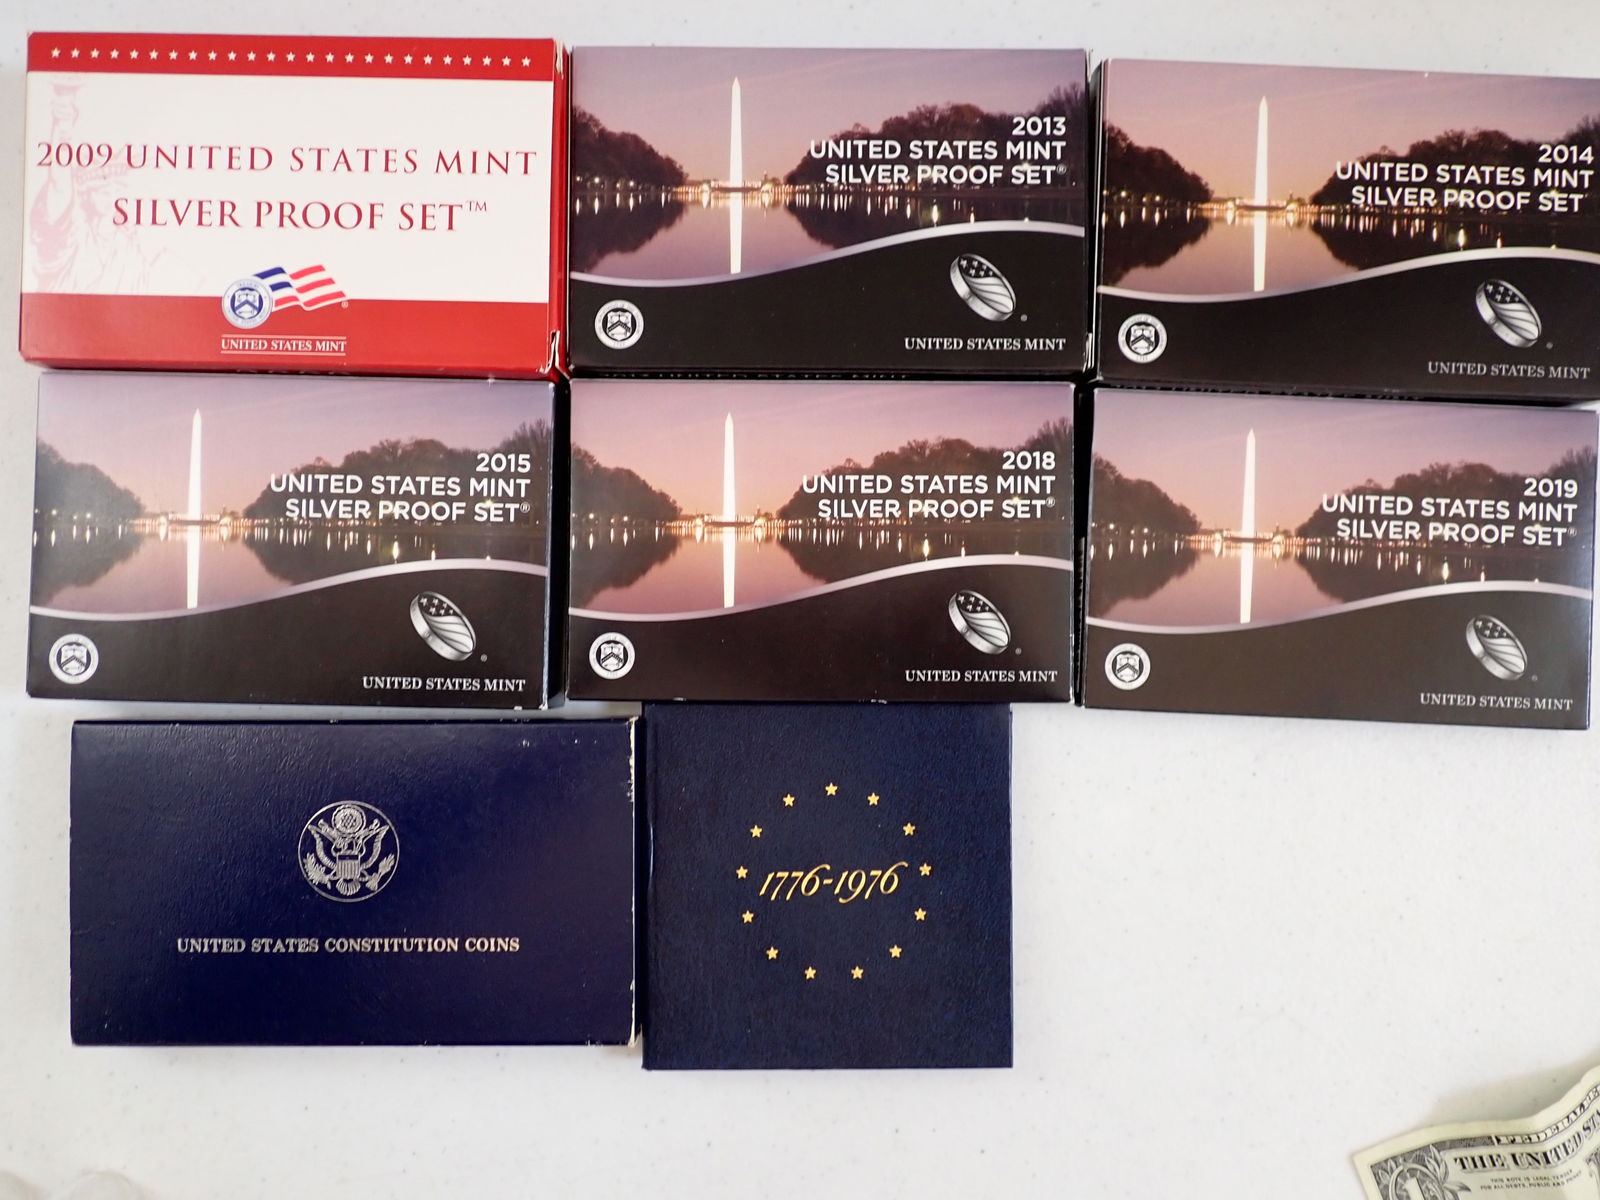 2009 UNITED STATES MINT
SILVER PROOF SET™
UNITED STATES MINT
2013
UNITED STATES MINT
SILVER PROOF SET®
UNITED STATES MINT
2014
UNITED STATES MINT
SILVER PROOF SET
UNITED STATES MINT
2015
UNITED STATES MINT
SILVER PROOF SET®
UNITED STATES MINT
2018
UNITED STATES MINT
SILVER PROOF SET®
UNITED STATES MINT
2019
UNITED STATES MINT
SILVER PROOF SET®
UNITED STATES MINT
UNITED STATES CONSTITUTION COINS
1776-1976
THE UNITED